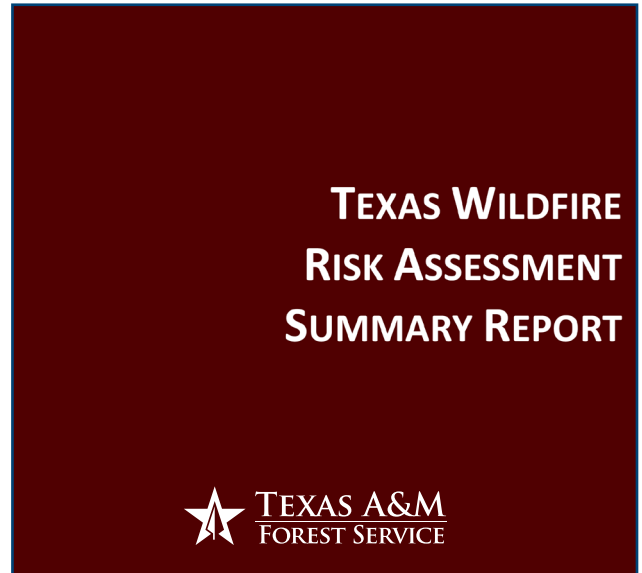 TEXAS WILDFIRE
RISK ASSESSMENT
SUMMARY REPORT
TEXAS A&M
FOREST SERVICE